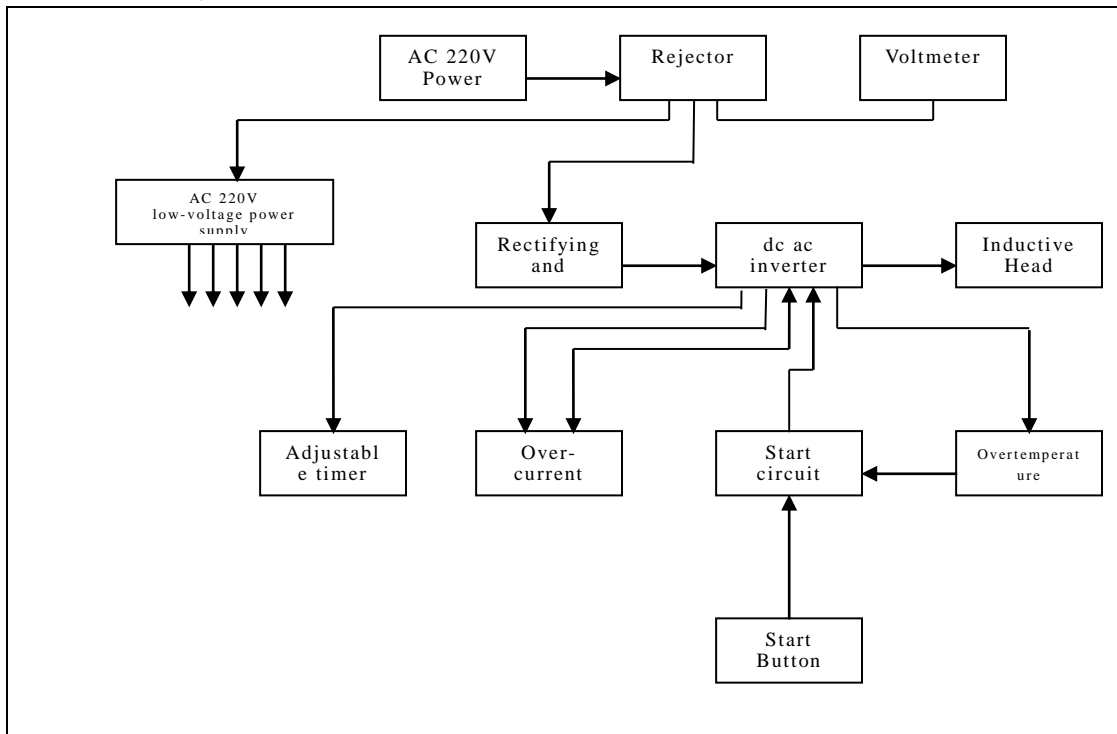 AC 220V
Power
Rejector
Voltmeter
AC 220V
low-voltage power
supply
Rectifying
and
dc ac
inverter
Inductive
Head
Adjustabl
e timer
Over-
current
Start
circuit
Overtemperat
ure
Start
Button